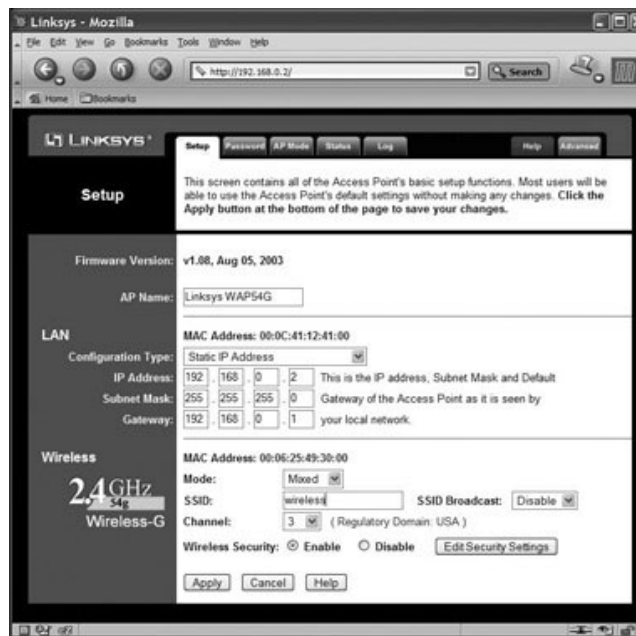 Linksys - Mozilla
File Edit View Go Bookmarks Tools Window Help
http://192.168.0.2/
Search
Home Bookmarks
LINKSYS®
Setup Password AP Mode Status Log Help Advanced
Setup
This screen contains all of the Access Point's basic setup functions. Most users will be
able to use the Access Point's default settings without making any changes. Click the
Apply button at the bottom of the page to save your changes.
Firmware Version: v1.08, Aug 05, 2003
AP Name: Linksys WAP54G
LAN
MAC Address: 00:0C:41:12:41:00
Configuration Type: Static IP Address
IP Address: 192 . 168 . 0 . 2 This is the IP address, Subnet Mask and Default
Subnet Mask: 255 . 255 . 255 . 0 Gateway of the Access Point as it is seen by
Gateway: 192 . 168 . 0 . 1 your local network.
Wireless
MAC Address: 00:06:25:49:30:00
2.4GHz
54g
Wireless-G
Mode: Mixed
SSID: wireless SSID Broadcast: Disable
Channel: 3 ( Regulatory Domain: USA )
Wireless Security: Enable Disable Edit Security Settings
Apply Cancel Help